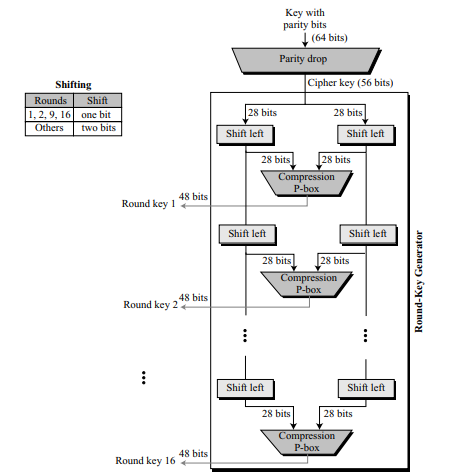 Key with
parity bits
(64 bits)
Parity drop
Cipher key (56 bits)
Shifting
Rounds Shift
1, 2, 9, 16 one bit
Others two bits
28 bits 28 bits
Shift left Shift left
28 bits 28 bits
Compression
P-box
48 bits
Round key 1
Shift left Shift left
28 bits 28 bits
Compression
P-box
48 bits
Round key 2
Round-Key Generator
Shift left Shift left
28 bits 28 bits
Compression
P-box
48 bits
Round key 16